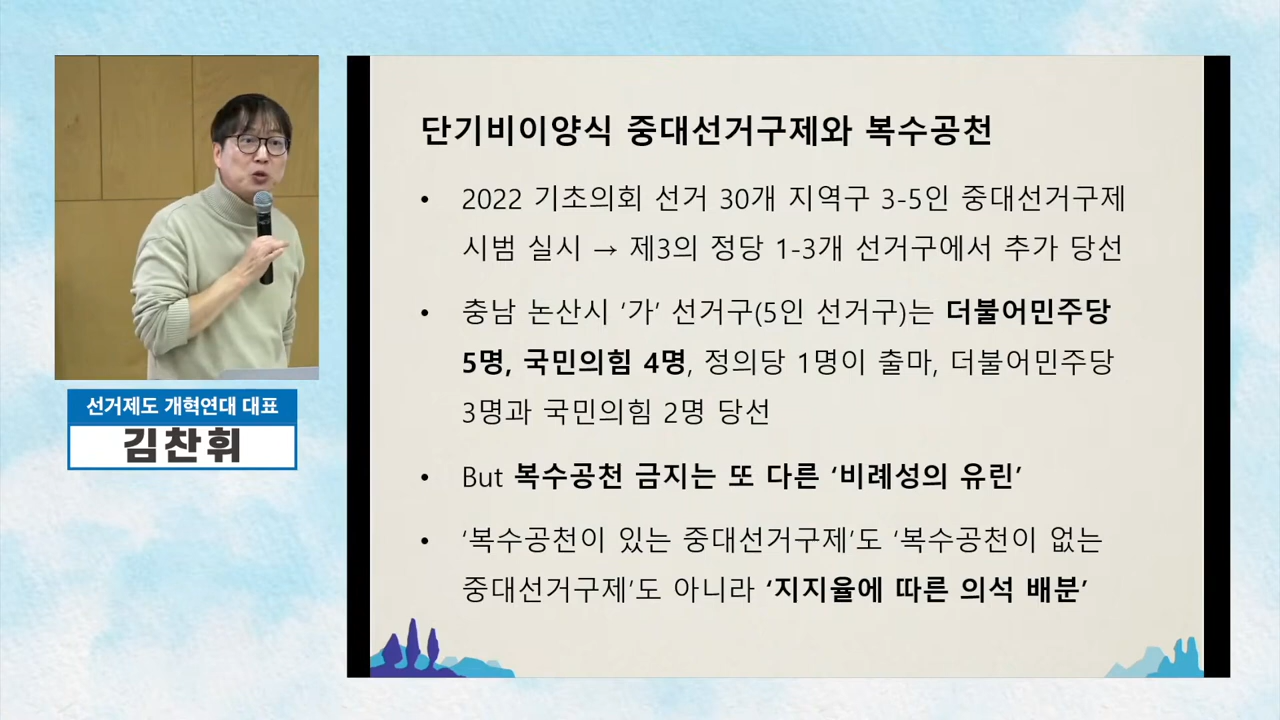 단기비이양식 중대선거구제와 복수공천
• 2022 기초의회 선거 30개 지역구 3-5인 중대선거구제
시범 실시 → 제3의 정당 1-3개 선거구에서 추가 당선
• 충남 논산시 ‘가’ 선거구(5인 선거구)는 더불어민주당
5명, 국민의힘 4명, 정의당 1명이 출마, 더불어민주당
3명과 국민의힘 2명 당선
• But 복수공천 금지는 또 다른 ‘비례성의 유린’
• ‘복수공천이 있는 중대선거구제’도 ‘복수공천이 없는
중대선거구제’도 아니라 ‘지지율에 따른 의석 배분’
선거제도 개혁연대 대표
김찬휘